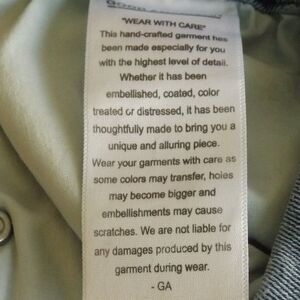 "WEAR WITH CARE"
This hand-crafted garment has
been made especially for you
with the highest level of detail.
Whether it has been
embellished, coated, color
treated or distressed, it has been
thoughtfully made to bring you a
unique and alluring piece.
Wear your garments with care as
some colors may transfer, holes
may become bigger and
embellishments may cause
scratches. We are not liable for
any damages produced by this
garment during wear.
- GA